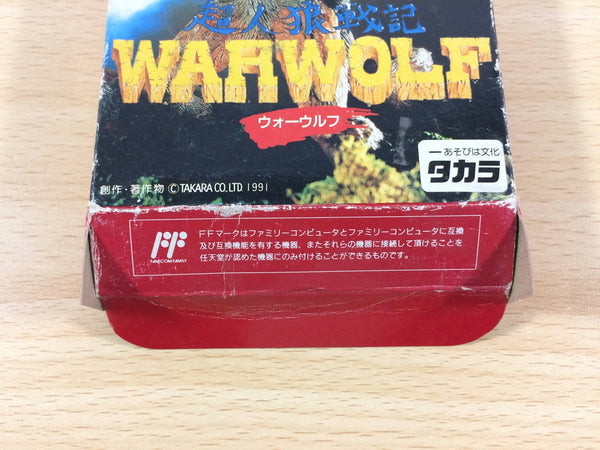 超人狼戦記
WARWOLF
ウォーウルフ
一あそびは文化
タカラ
創作・著作物 ©TAKARA CO.,LTD. 1991
FF
FAMICOM FAMILY
FFマークはファミリーコンピュータとファミリーコンピュータに互換
及び互換機能を有する機器、またそれらの機器に接続して頂けることを
任天堂が認めた機器にのみ付けることができるものです。